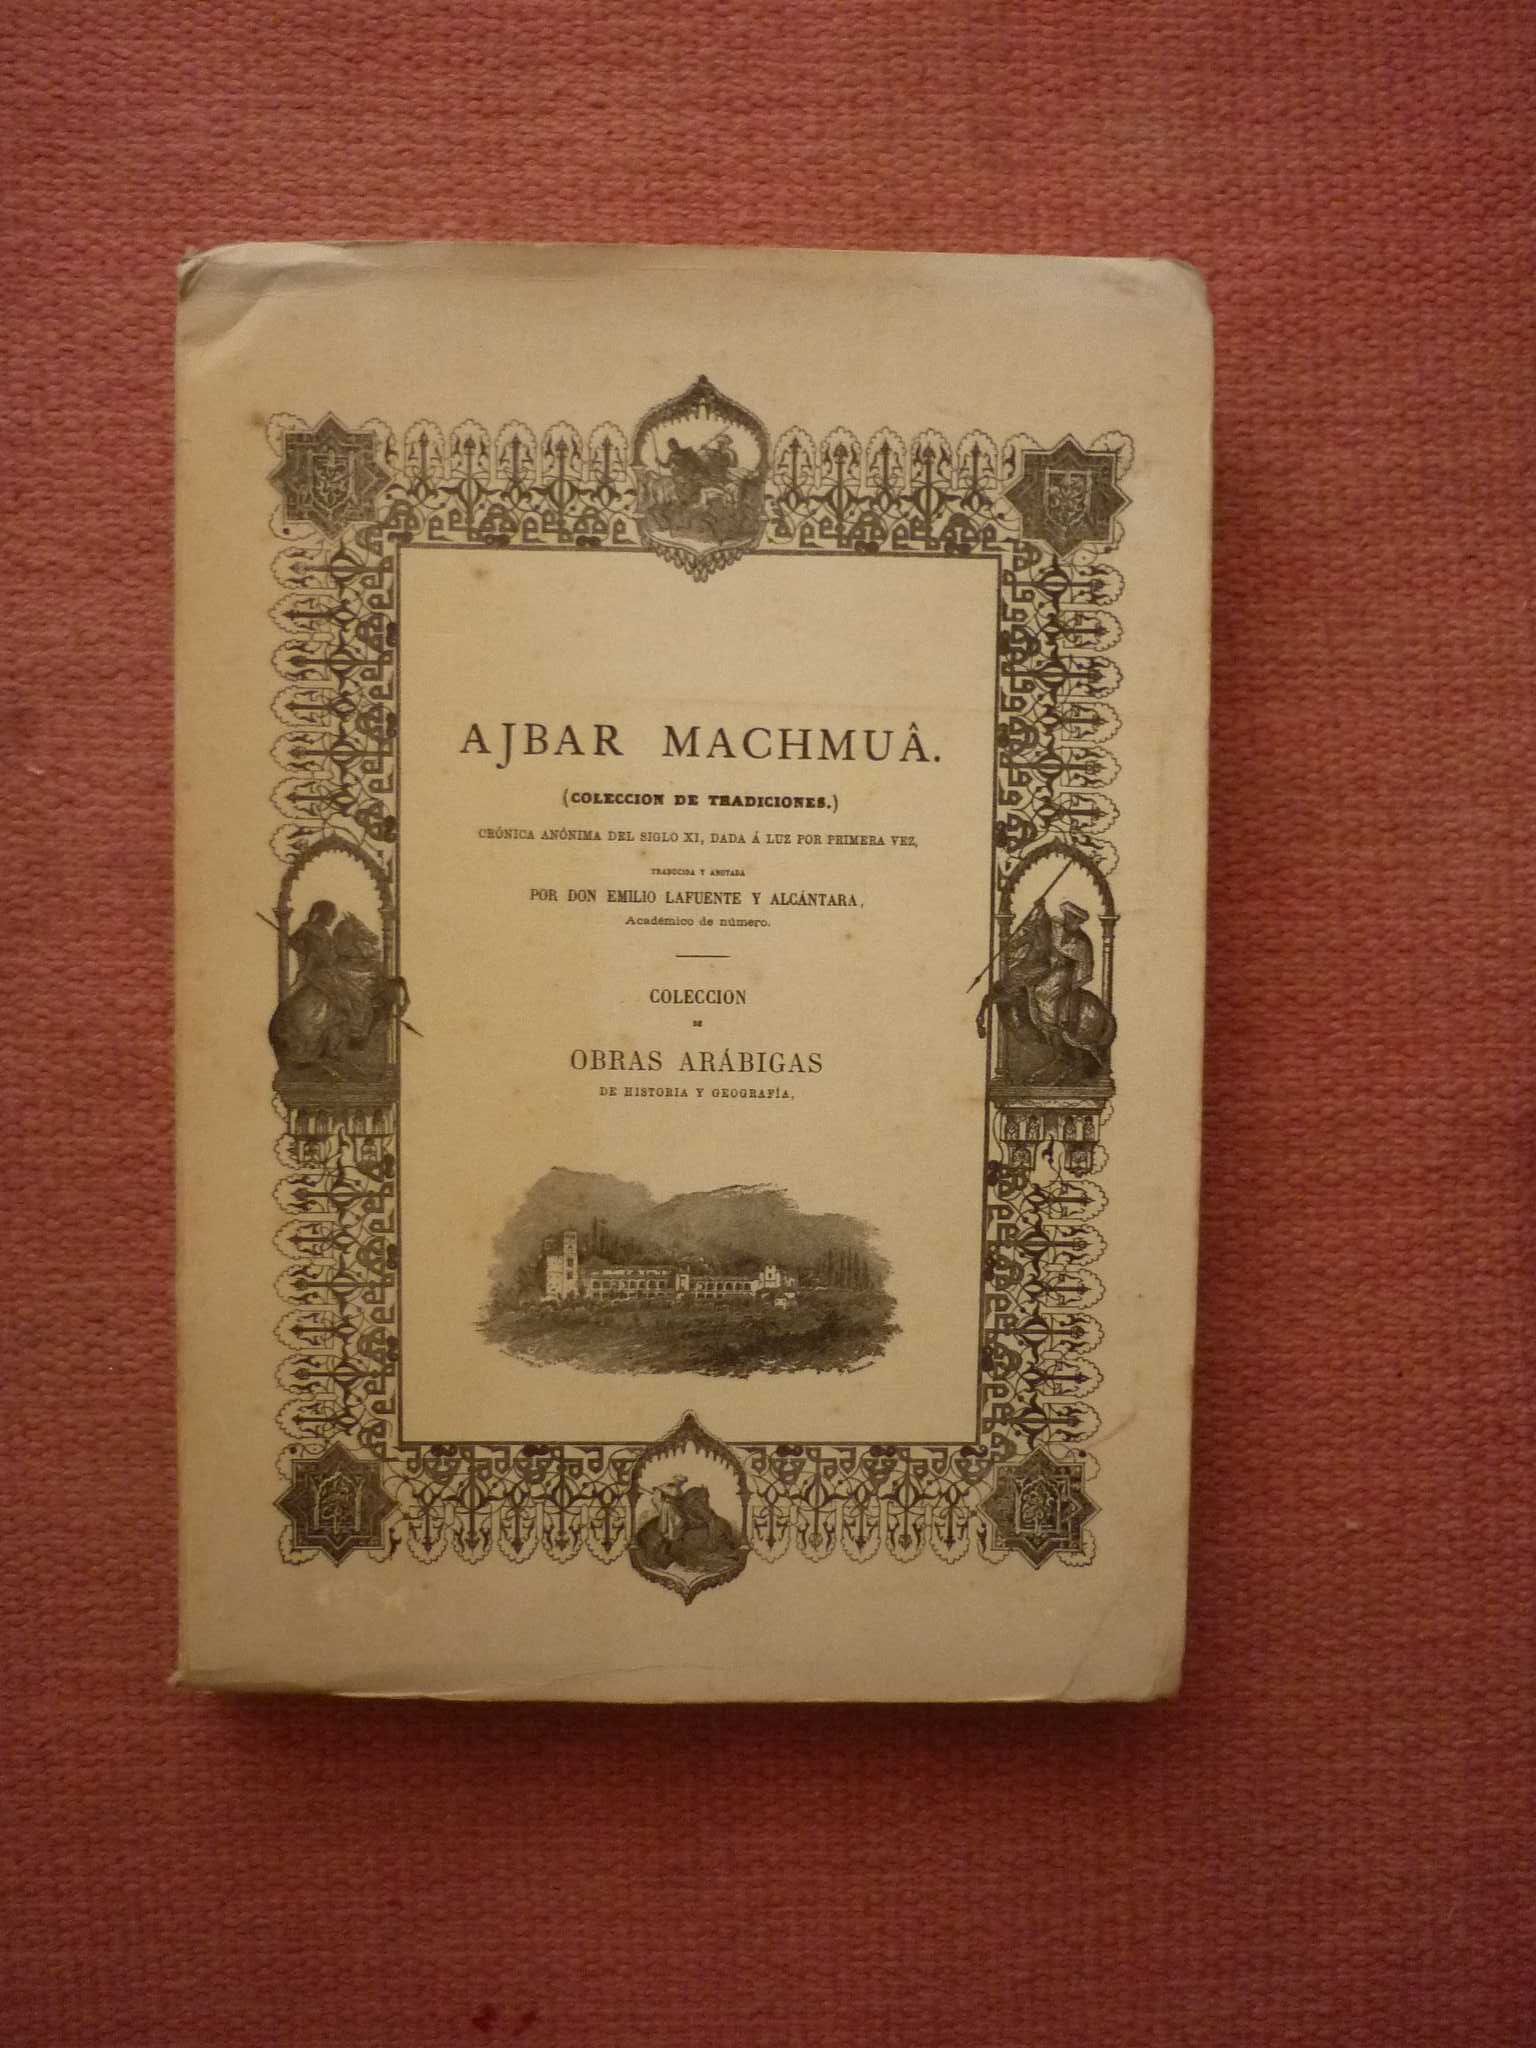 AJBAR MACHMUÂ.
(COLECCION DE TRADICIONES.)
CRÓNICA ANÓNIMA DEL SIGLO XI, DADA Á LUZ POR PRIMERA VEZ,
TRADUCIDA Y ANOTADA
POR DON EMILIO LAFUENTE Y ALCÁNTARA,
Académico de número.
COLECCION
DE
OBRAS ARÁBIGAS
DE HISTORIA Y GEOGRAFÍA,